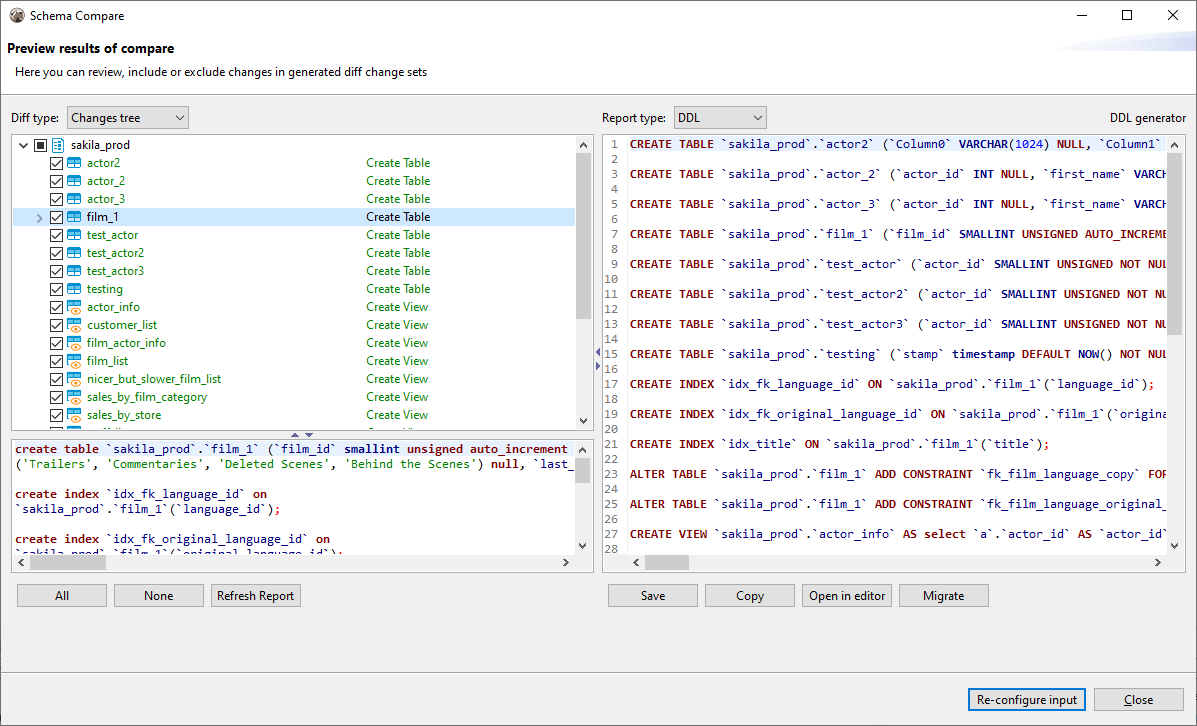 Schema Compare
Preview results of compare
Here you can review, include or exclude changes in generated diff change sets
Diff type: Changes tree
sakila_prod
actor2 Create Table
actor_2 Create Table
actor_3 Create Table
film_1 Create Table
test_actor Create Table
test_actor2 Create Table
test_actor3 Create Table
testing Create Table
actor_info Create View
customer_list Create View
film_actor_info Create View
film_list Create View
nicer_but_slower_film_list Create View
sales_by_film_category Create View
sales_by_store Create View
create table `sakila_prod`.`film_1` (`film_id` smallint unsigned auto_increment
('Trailers', 'Commentaries', 'Deleted Scenes', 'Behind the Scenes') null, `last_
create index `idx_fk_language_id` on
`sakila_prod`.`film_1`(`language_id`);
create index `idx_fk_original_language_id` on
`sakila_prod`.`film_1`(`original_language_id`);
All None Refresh Report
Report type: DDL DDL generator
1 CREATE TABLE `sakila_prod`.`actor2` (`Column0` VARCHAR(1024) NULL, `Column1`
2
3 CREATE TABLE `sakila_prod`.`actor_2` (`actor_id` INT NULL, `first_name` VARCH
4
5 CREATE TABLE `sakila_prod`.`actor_3` (`actor_id` INT NULL, `first_name` VARCH
6
7 CREATE TABLE `sakila_prod`.`film_1` (`film_id` SMALLINT UNSIGNED AUTO_INCREME
8
9 CREATE TABLE `sakila_prod`.`test_actor` (`actor_id` SMALLINT UNSIGNED NOT NUL
10
11 CREATE TABLE `sakila_prod`.`test_actor2` (`actor_id` SMALLINT UNSIGNED NOT NU
12
13 CREATE TABLE `sakila_prod`.`test_actor3` (`actor_id` SMALLINT UNSIGNED NOT NU
14
15 CREATE TABLE `sakila_prod`.`testing` (`stamp` timestamp DEFAULT NOW() NOT NUL
16
17 CREATE INDEX `idx_fk_language_id` ON `sakila_prod`.`film_1`(`language_id`);
18
19 CREATE INDEX `idx_fk_original_language_id` ON `sakila_prod`.`film_1`(`origina
20
21 CREATE INDEX `idx_title` ON `sakila_prod`.`film_1`(`title`);
22
23 ALTER TABLE `sakila_prod`.`film_1` ADD CONSTRAINT `fk_film_language_copy` FOR
24
25 ALTER TABLE `sakila_prod`.`film_1` ADD CONSTRAINT `fk_film_language_original_
26
27 CREATE VIEW `sakila_prod`.`actor_info` AS select `a`.`actor_id` AS `actor_id`
28
Save Copy Open in editor Migrate
Re-configure input Close